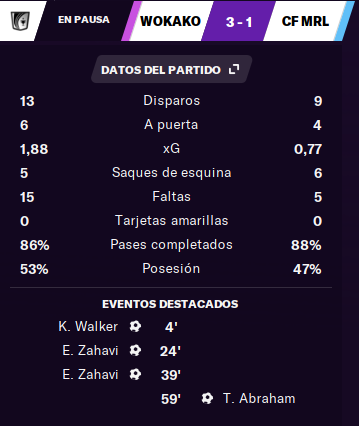 EN PAUSA WOKAKO 3 - 1 CF MRL
DATOS DEL PARTIDO
13 Disparos 9
6 A puerta 4
1,88 xG 0,77
5 Saques de esquina 6
15 Faltas 5
0 Tarjetas amarillas 0
86% Pases completados 88%
53% Posesión 47%
EVENTOS DESTACADOS
K. Walker 4'
E. Zahavi 24'
E. Zahavi 39'
59' T. Abraham